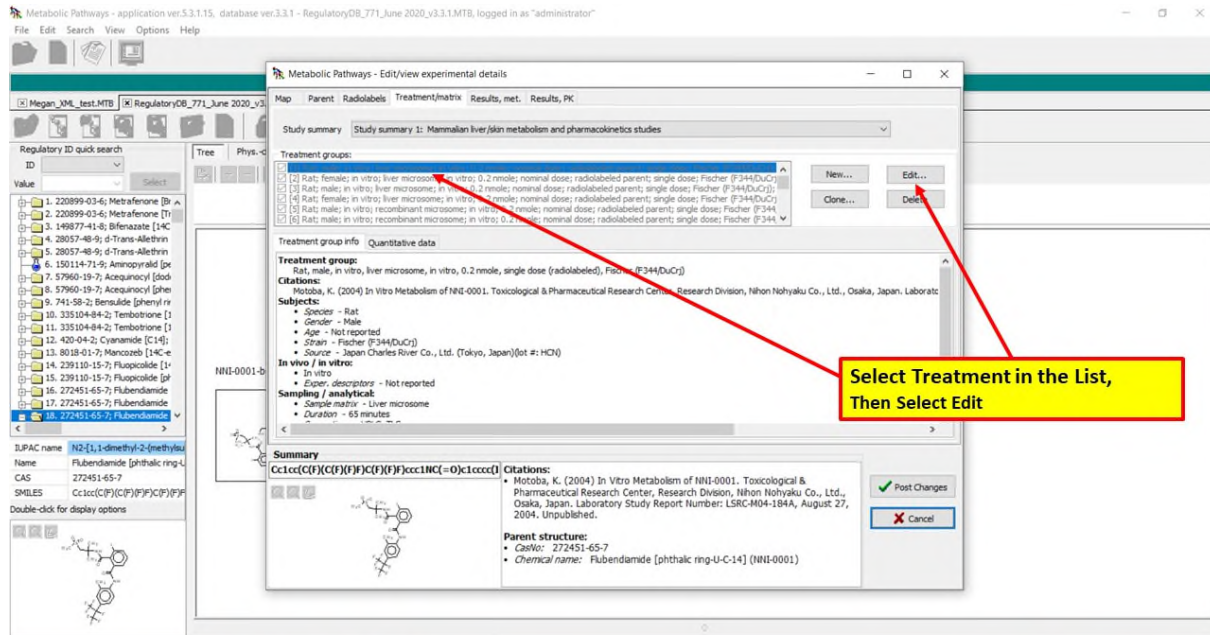 Metabolic Pathways - application ver.5.3.1.15, database ver.3.3.1 - RegulatoryDB_771_June 2020_v3.3.1.MTB, logged in as "administrator"
File Edit Search View Options Help
Metabolic Pathways - Edit/view experimental details
Megan_XML_test.MTB RegulatoryDB_771_June 2020_v3.
Map Parent Radiolabels Treatment/matrix Results, met. Results, PK
Study summary Study summary 1: Mammalian liver/skin metabolism and pharmacokinetics studies
Regulatory ID quick search
ID
Value Select
Tree Phys.-c
Treatment groups:
[2] Rat; female; in vitro; liver microsome; in vitro; 0.2 nmole; nominal dose; radiolabeled parent; single dose; Fischer (F344/DuCrj)
[3] Rat; male; in vitro; liver microsome; in vitro; 0.2 nmole; nominal dose; radiolabeled parent; single dose; Fischer (F344/DuCrj);
[4] Rat; female; in vitro; liver microsome; in vitro; 0.2 nmole; nominal dose; radiolabeled parent; single dose; Fischer (F344/DuCrj)
[5] Rat; male; in vitro; recombinant microsome; in vitro; 0.2 nmole; nominal dose; radiolabeled parent; single dose; Fischer (F344
[6] Rat; male; in vitro; recombinant microsome; in vitro; 0.2 nmole; nominal dose; radiolabeled parent; single dose; Fischer (F344,
New... Edit...
Clone... Delete
1. 220899-03-6; Metrafenone [Br
2. 220899-03-6; Metrafenone [Tr
3. 149877-41-8; Bifenazate [14C
4. 28057-48-9; d-Trans-Allethrin
5. 28057-48-9; d-Trans-Allethrin
6. 150114-71-9; Aminopyralid [pe
7. 57960-19-7; Acequinocyl [dod
8. 57960-19-7; Acequinocyl [phe
9. 741-58-2; Bensulide [phenyl rin
10. 335104-84-2; Tembotrione [1
11. 335104-84-2; Tembotrione [1
12. 420-04-2; Cyanamide [C14];
13. 8018-01-7; Mancozeb [14C-e
14. 239110-15-7; Fluopicolide [14
15. 239110-15-7; Fluopicolide [ph
16. 272451-65-7; Flubendiamide
17. 272451-65-7; Flubendiamide
18. 272451-65-7; Flubendiamide
NNI-0001-b
Treatment group info Quantitative data
Treatment group:
Rat, male, in vitro, liver microsome, in vitro, 0.2 nmole, single dose (radiolabeled), Fischer (F344/DuCrj)
Citations:
Motoba, K. (2004) In Vitro Metabolism of NNI-0001. Toxicological & Pharmaceutical Research Center, Research Division, Nihon Nohyaku Co., Ltd., Osaka, Japan. Laboratc
Subjects:
• Species - Rat
• Gender - Male
• Age - Not reported
• Strain - Fischer (F344/DuCrj)
• Source - Japan Charles River Co., Ltd. (Tokyo, Japan)(lot #: HCN)
In vivo / in vitro:
• In vitro
• Exper. descriptors - Not reported
Sampling / analytical:
• Sample matrix - Liver microsome
• Duration - 65 minutes
Select Treatment in the List,
Then Select Edit
IUPAC name N2-[1,1-dimethyl-2-(methylsu
Name Flubendiamide [phthalic ring-U
CAS 272451-65-7
SMILES Cc1cc(C(F)(C(F)(F)F)C(F)(F)F
Double-click for display options
Summary
Cc1cc(C(F)(C(F)(F)F)C(F)(F)F)ccc1NC(=O)c1cccc(I
Citations:
• Motoba, K. (2004) In Vitro Metabolism of NNI-0001. Toxicological &
Pharmaceutical Research Center, Research Division, Nihon Nohyaku Co., Ltd.,
Osaka, Japan. Laboratory Study Report Number: LSRC-M04-184A, August 27,
2004. Unpublished.
Parent structure:
• CasNo: 272451-65-7
• Chemical name: Flubendiamide [phthalic ring-U-C-14] (NNI-0001)
Post Changes
Cancel